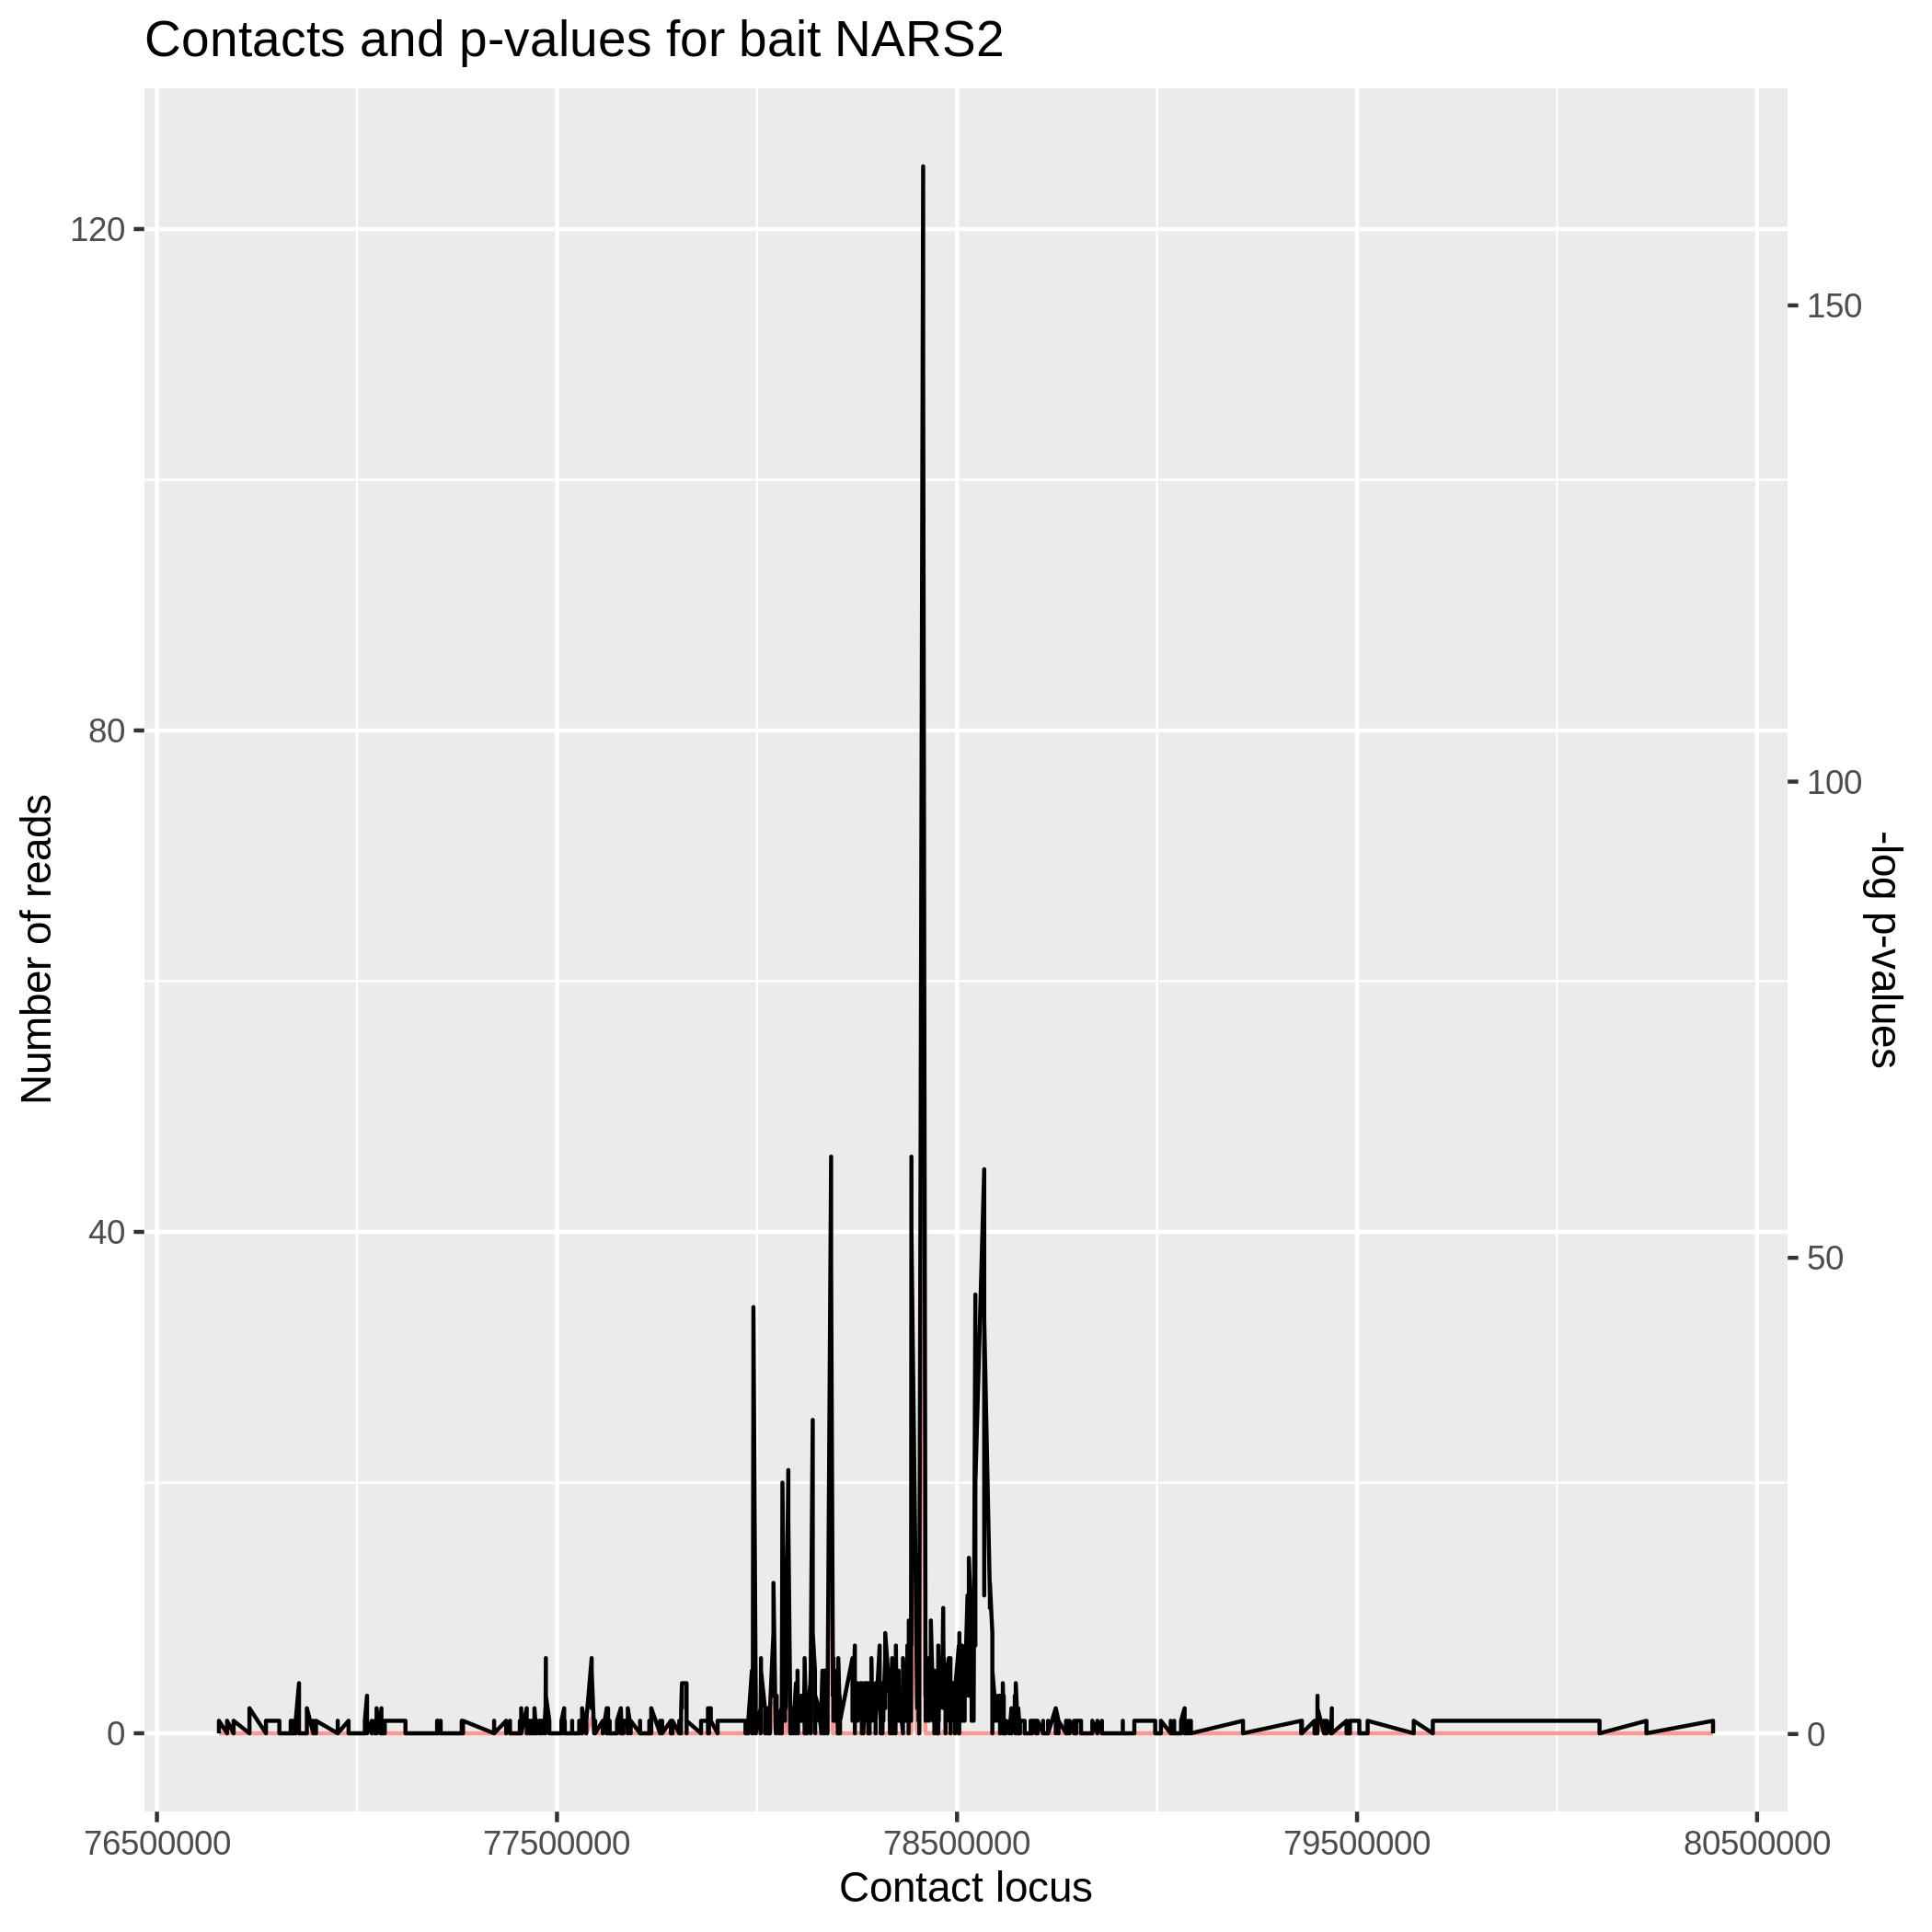 Contacts and p-values for bait NARS2
120
80
40
0
150
100
50
0
Number of reads
-log p-values
76500000 77500000 78500000 79500000 80500000
Contact locus